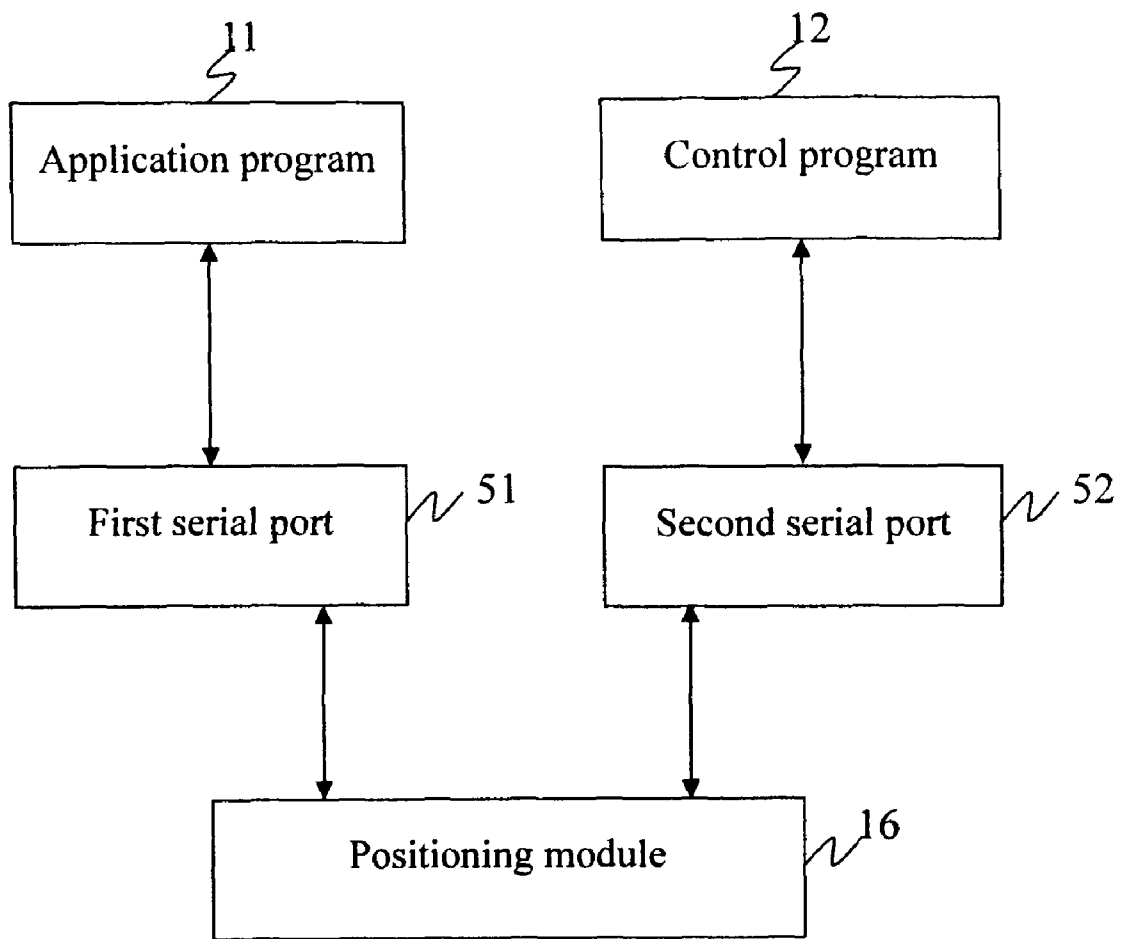 11
12
Application program
Control program
First serial port
51
Second serial port
52
Positioning module
16